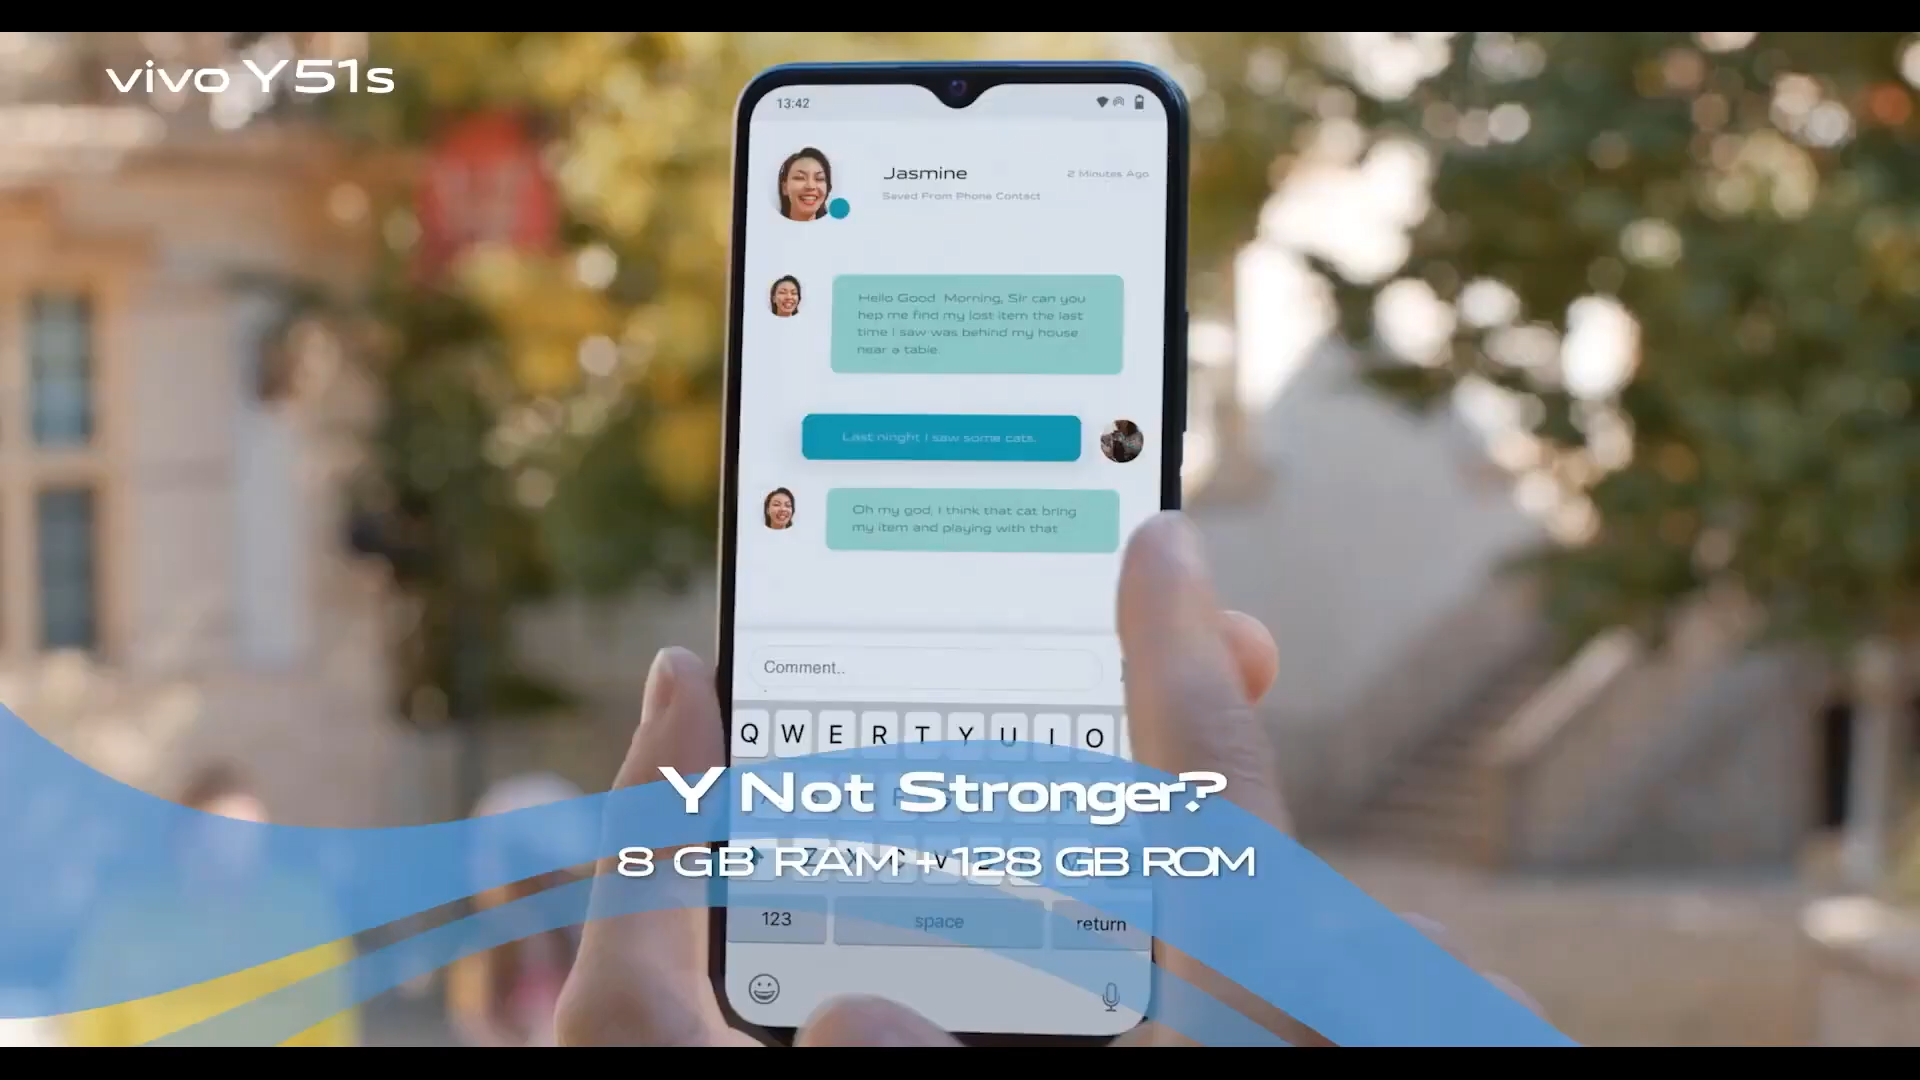 vivo Y51s
13:42
Jasmine
2 Minutes Ago
Saved From Phone Contact
Hello Good Morning, Sir can you
hep me find my lost item the last
time I saw was behind my house
near a table.
Last ninght I saw some cats.
Oh my god, I think that cat bring
my item and playing with that
Comment..
Q W E R T Y U I O
Y Not Stronger?
8 GB RAM + 128 GB ROM
123
space
return